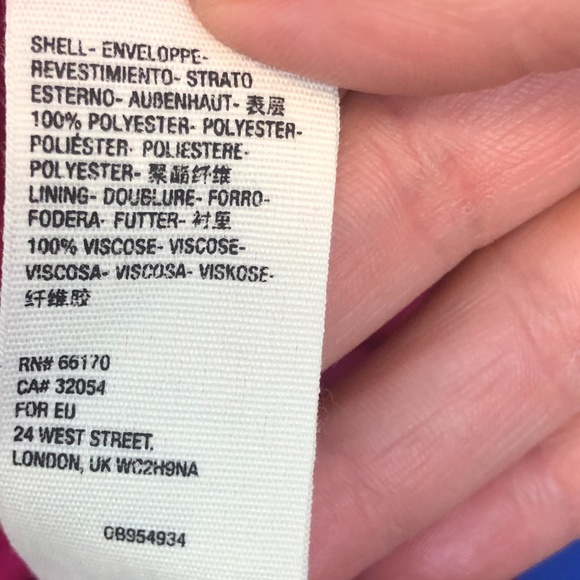 SHELL- ENVELOPPE-
REVESTIMIENTO- STRATO
ESTERNO- AUßENHAUT- 表层
100% POLYESTER- POLYESTER-
POLIÉSTER- POLIESTERE-
POLYESTER- 聚酯纤维
LINING- DOUBLURE- FORRO-
FODERA- FUTTER- 衬里
100% VISCOSE- VISCOSE-
VISCOSA- VISCOSA- VISKOSE-
纤维胶
RN# 66170
CA# 32054
FOR EU
24 WEST STREET.
LONDON, UK WC2H9NA
GB954934